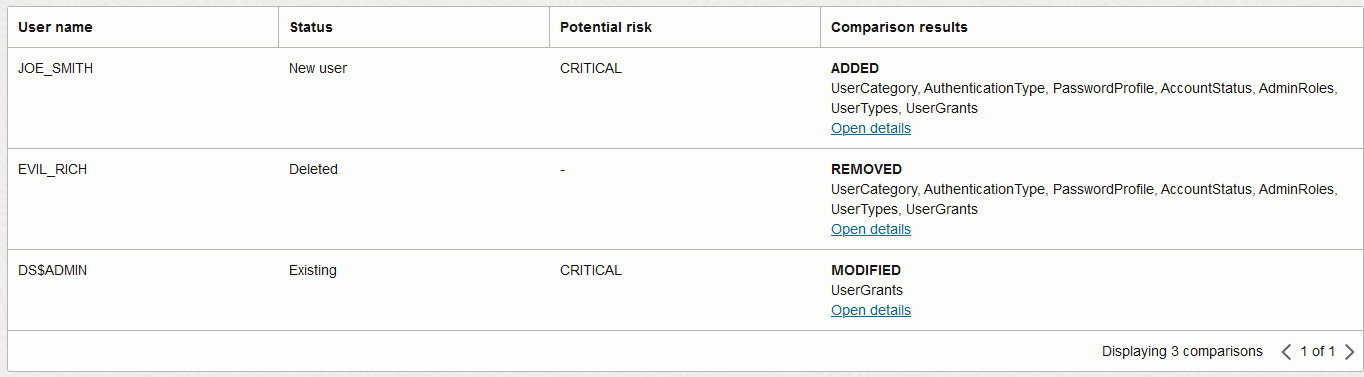 User name Status Potential risk Comparison results
JOE_SMITH New user CRITICAL ADDED
UserCategory, AuthenticationType, PasswordProfile, AccountStatus, AdminRoles,
UserTypes, UserGrants
Open details
EVIL_RICH Deleted - REMOVED
UserCategory, AuthenticationType, PasswordProfile, AccountStatus, AdminRoles,
UserTypes, UserGrants
Open details
DS$ADMIN Existing CRITICAL MODIFIED
UserGrants
Open details
Displaying 3 comparisons 1 of 1